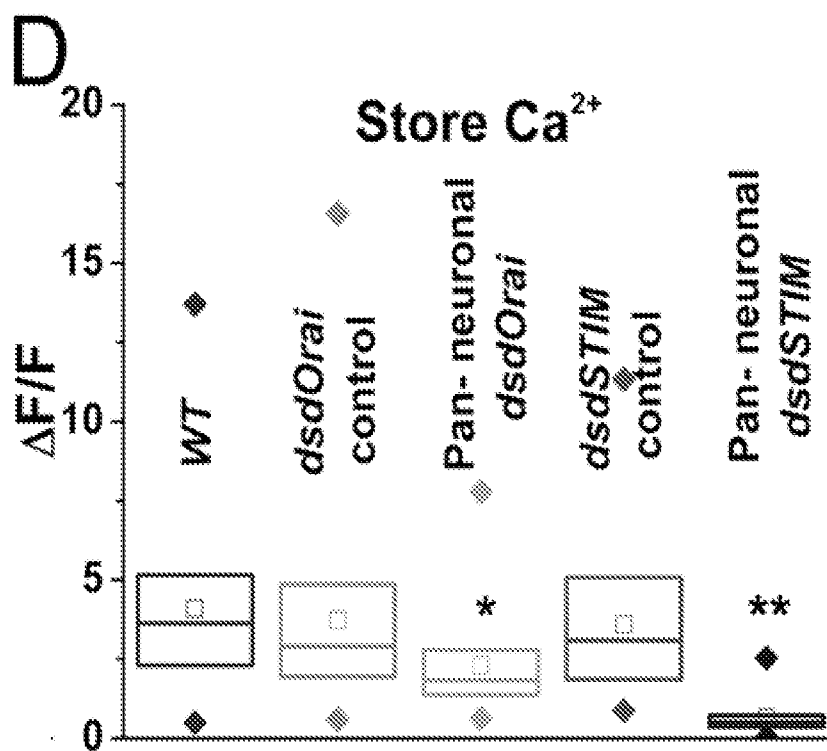 D
Store Ca²⁺
20
15
10
5
0
ΔF/F
WT
dsdOrai
control
Pan- neuronal
dsdOrai
dsdSTIM
control
Pan- neuronal
dsdSTIM
*
**